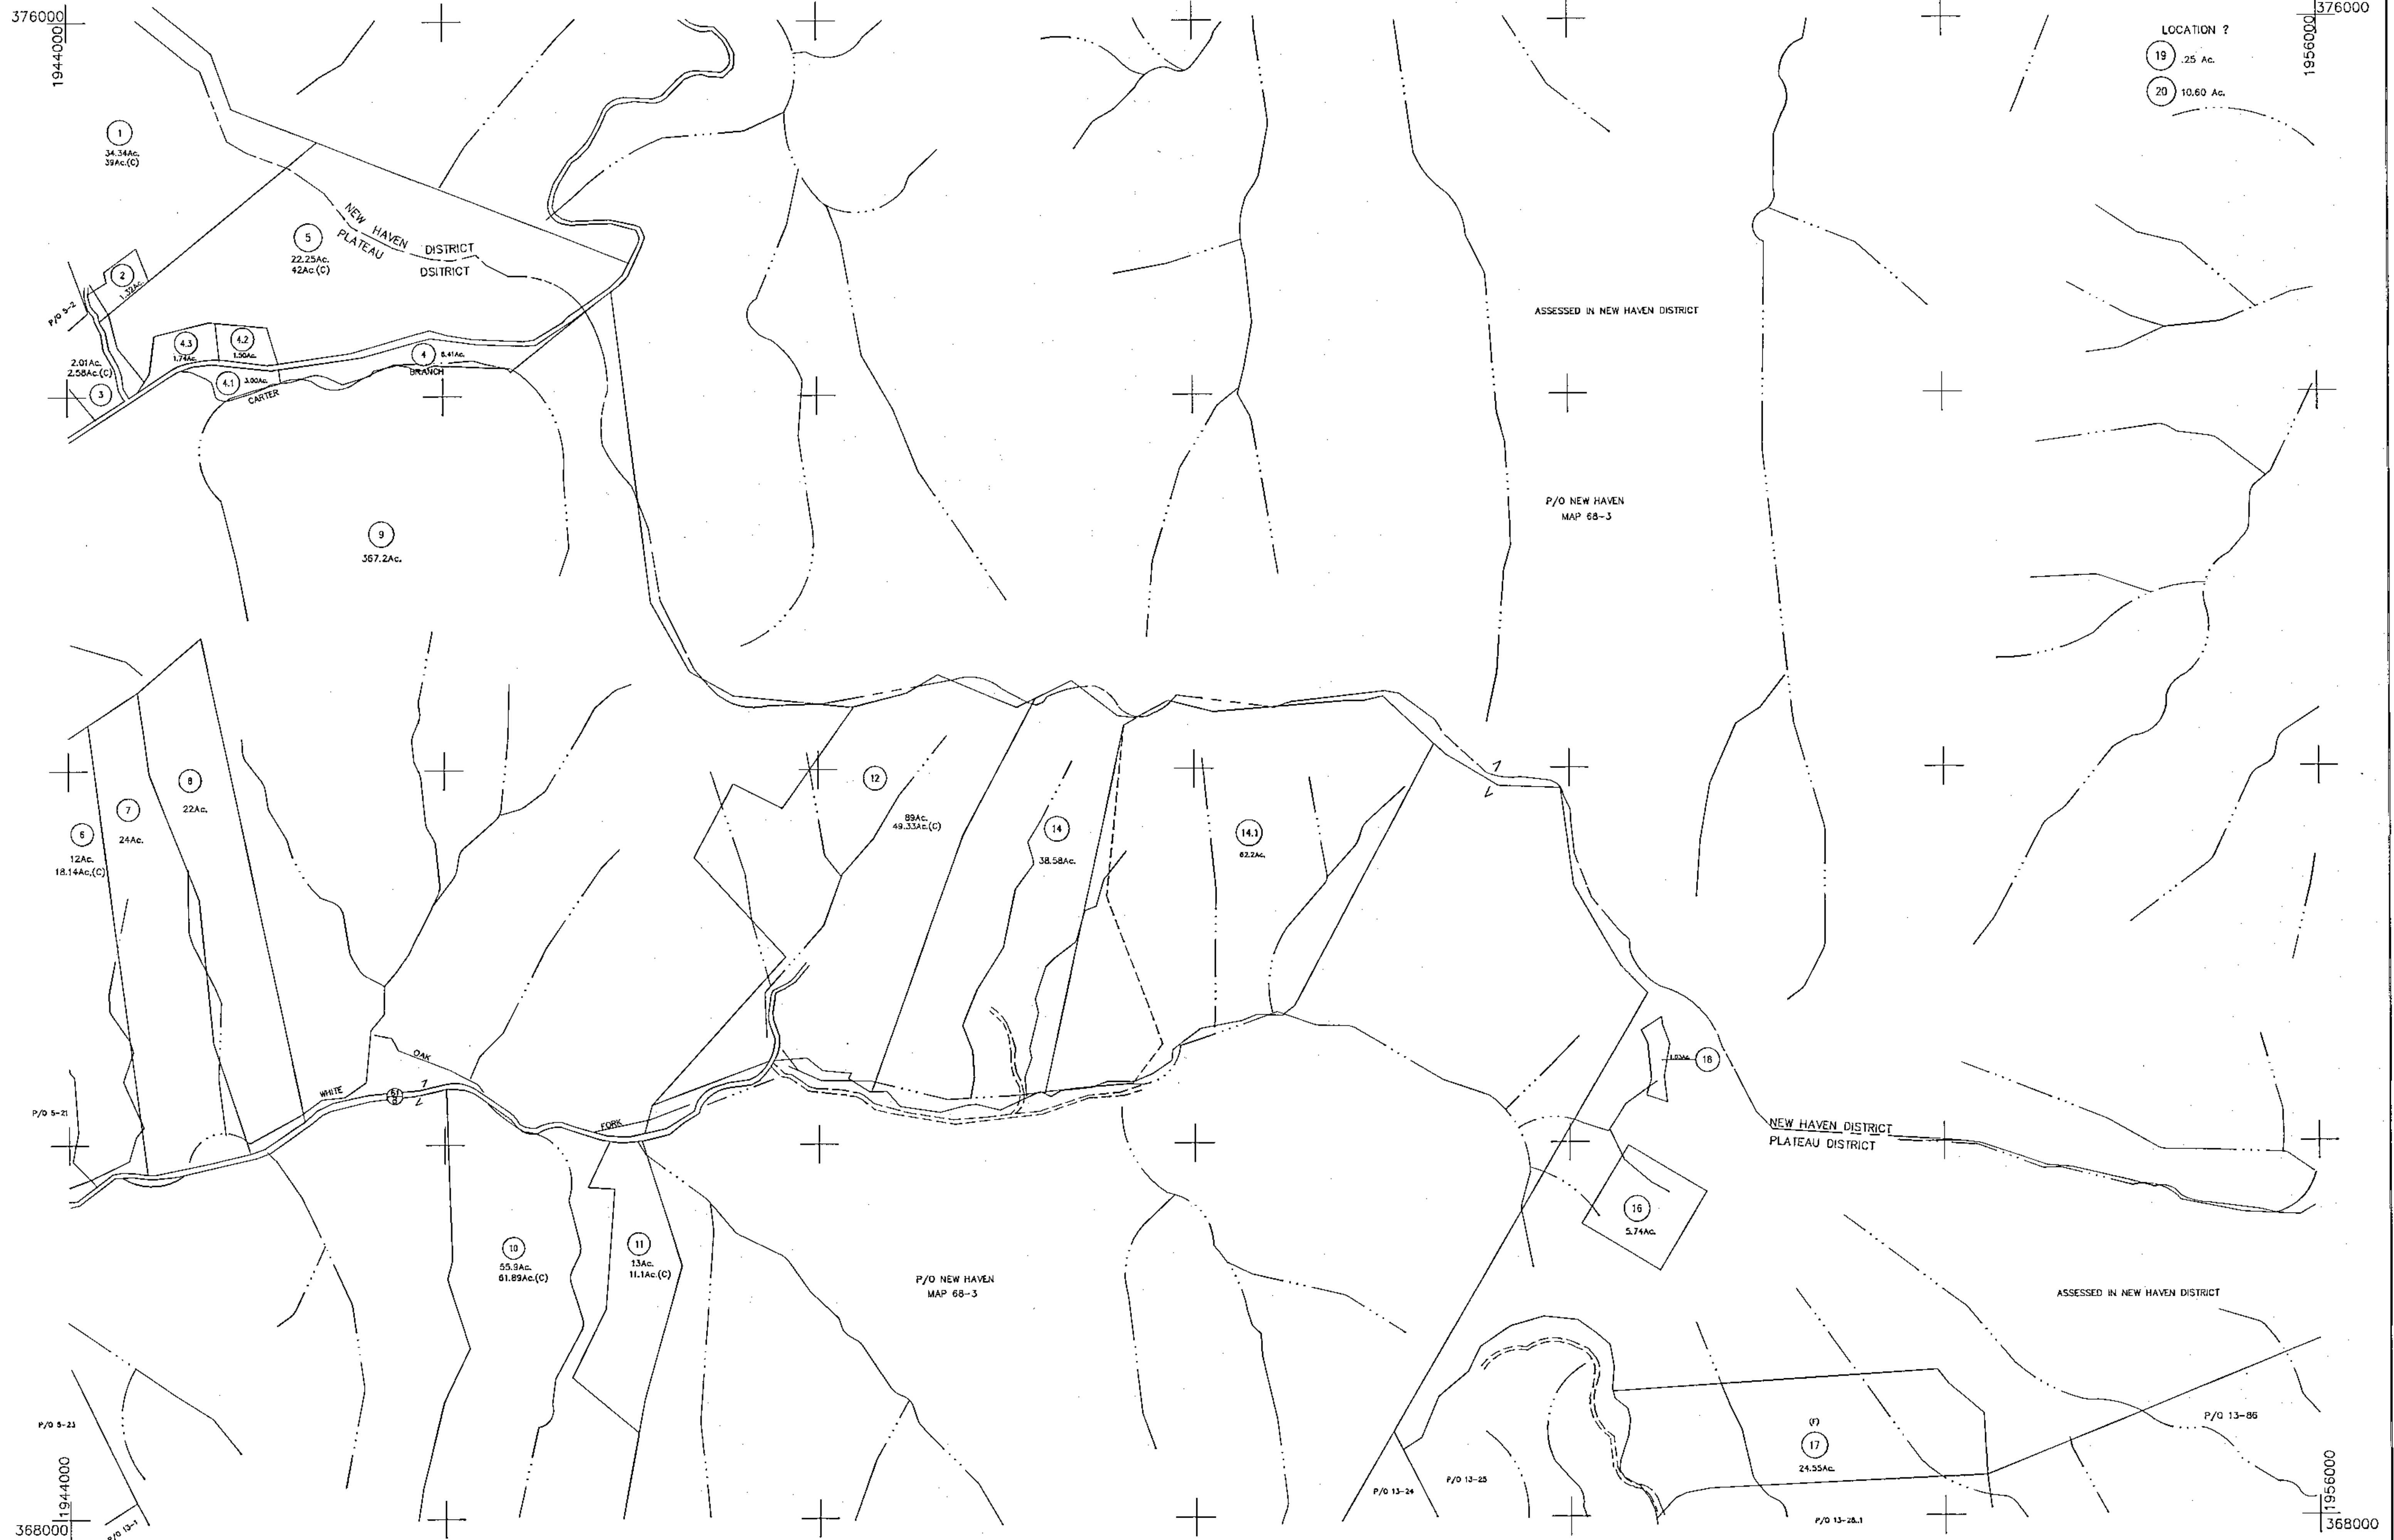 376000
1944000
376000
1956000
LOCATION ?
19 .25 Ac.
20 10.60 Ac.
1
34.34Ac.
39Ac.(C)
NEW HAVEN DISTRICT
PLATEAU DSITRICT
5
22.25Ac.
42Ac.(C)
2
1.32Ac.
P/O 5-2
4.3
1.74Ac.
4.2
1.50Ac.
4
BRANCH
2.01Ac.
2.58Ac.(C)
3
4.1 3.00Ac.
CARTER
ASSESSED IN NEW HAVEN DISTRICT
P/O NEW HAVEN
MAP 68-3
9
367.2Ac.
8
22Ac.
7
24Ac.
6
12Ac.
18.14Ac.(C)
12
89Ac.
49.33Ac.(C)
14
38.58Ac.
14.1
62.2Ac.
OAK
WHITE
FORK
P/O 5-21
18
NEW HAVEN DISTRICT
PLATEAU DISTRICT
16
5.74Ac.
10
55.9Ac.
61.89Ac.(C)
11
13Ac.
11.1Ac.(C)
P/O NEW HAVEN
MAP 68-3
ASSESSED IN NEW HAVEN DISTRICT
P/O 5-23
(F)
17
24.55Ac.
P/O 13-86
P/O 13-25
P/O 13-24
P/O 13-1
1944000
368000
1956000
368000